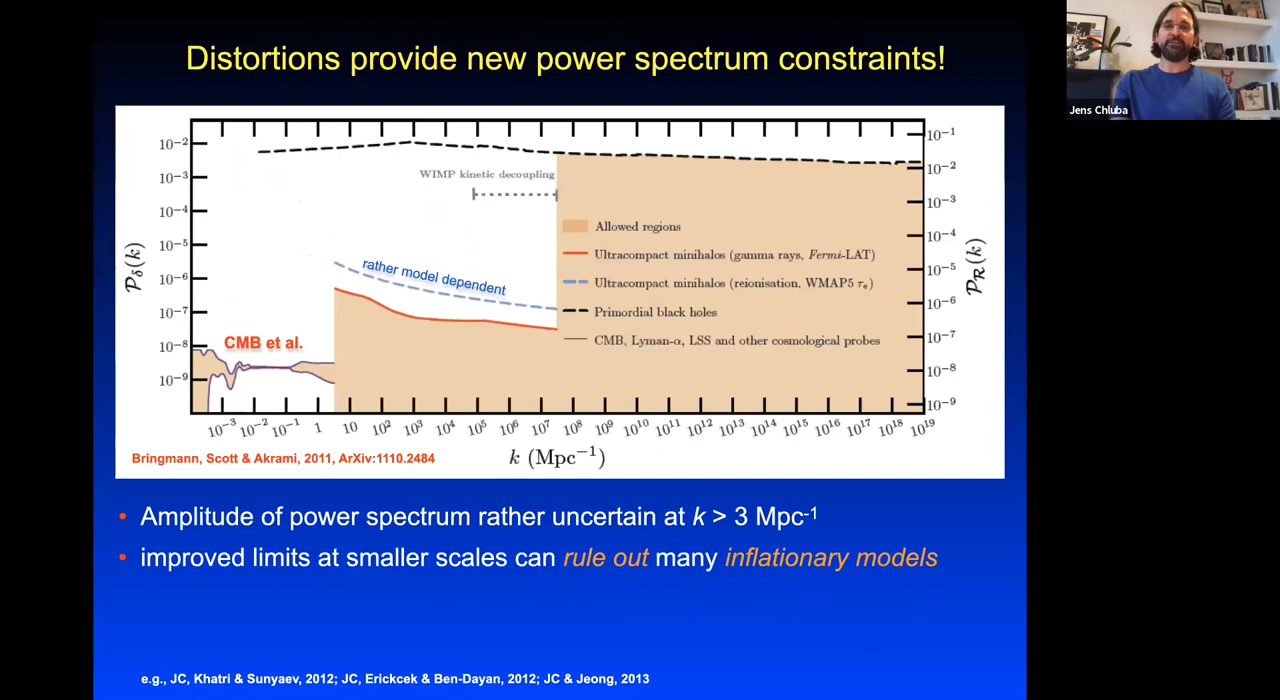 Distortions provide new power spectrum constraints!
Jens Chluba
10⁻² 10⁻³ 10⁻⁴ 10⁻⁵ 10⁻⁶ 10⁻⁷ 10⁻⁸ 10⁻⁹
𝒫δ(k)
WIMP kinetic decoupling
rather model dependent
CMB et al.
Allowed regions
Ultracompact minihalos (gamma rays, Fermi-LAT)
Ultracompact minihalos (reionisation, WMAP5 τₑ)
Primordial black holes
CMB, Lyman-α, LSS and other cosmological probes
10⁻¹ 10⁻² 10⁻³ 10⁻⁴ 10⁻⁵ 10⁻⁶ 10⁻⁷ 10⁻⁸ 10⁻⁹
𝒫ℛ(k)
10⁻³ 10⁻² 10⁻¹ 1 10 10² 10³ 10⁴ 10⁵ 10⁶ 10⁷ 10⁸ 10⁹ 10¹⁰ 10¹¹ 10¹² 10¹³ 10¹⁴ 10¹⁵ 10¹⁶ 10¹⁷ 10¹⁸ 10¹⁹
Bringmann, Scott & Akrami, 2011, ArXiv:1110.2484
k (Mpc⁻¹)
• Amplitude of power spectrum rather uncertain at k > 3 Mpc⁻¹
• improved limits at smaller scales can rule out many inflationary models
e.g., JC, Khatri & Sunyaev, 2012; JC, Erickcek & Ben-Dayan, 2012; JC & Jeong, 2013